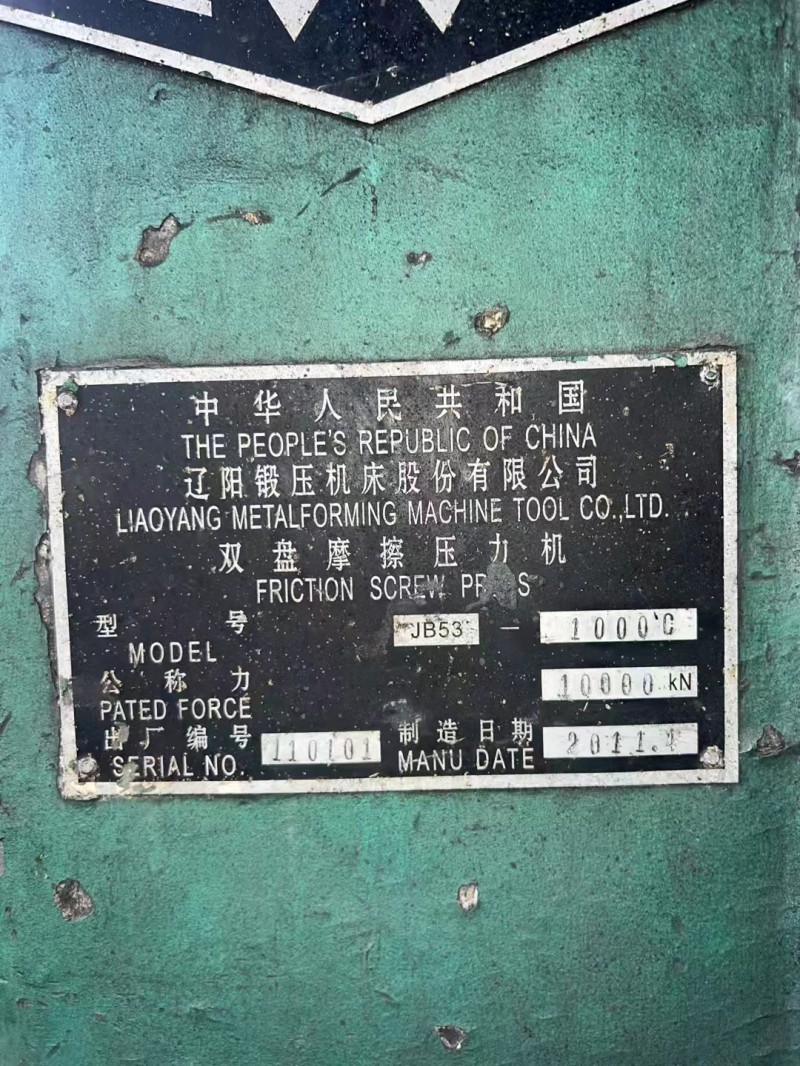 中华人民共和国
THE PEOPLE'S REPUBLIC OF CHINA
辽阳锻压机床股份有限公司
LIAOYANG METALFORMING MACHINE TOOL CO.,LTD.
双盘摩擦压力机
FRICTION SCREW
型号 JB53 — 1000C
MODEL
公称力 10000 kN
PATED FORCE
出厂编号 110101 制造日期 2011.4
SERIAL NO. MANU DATE